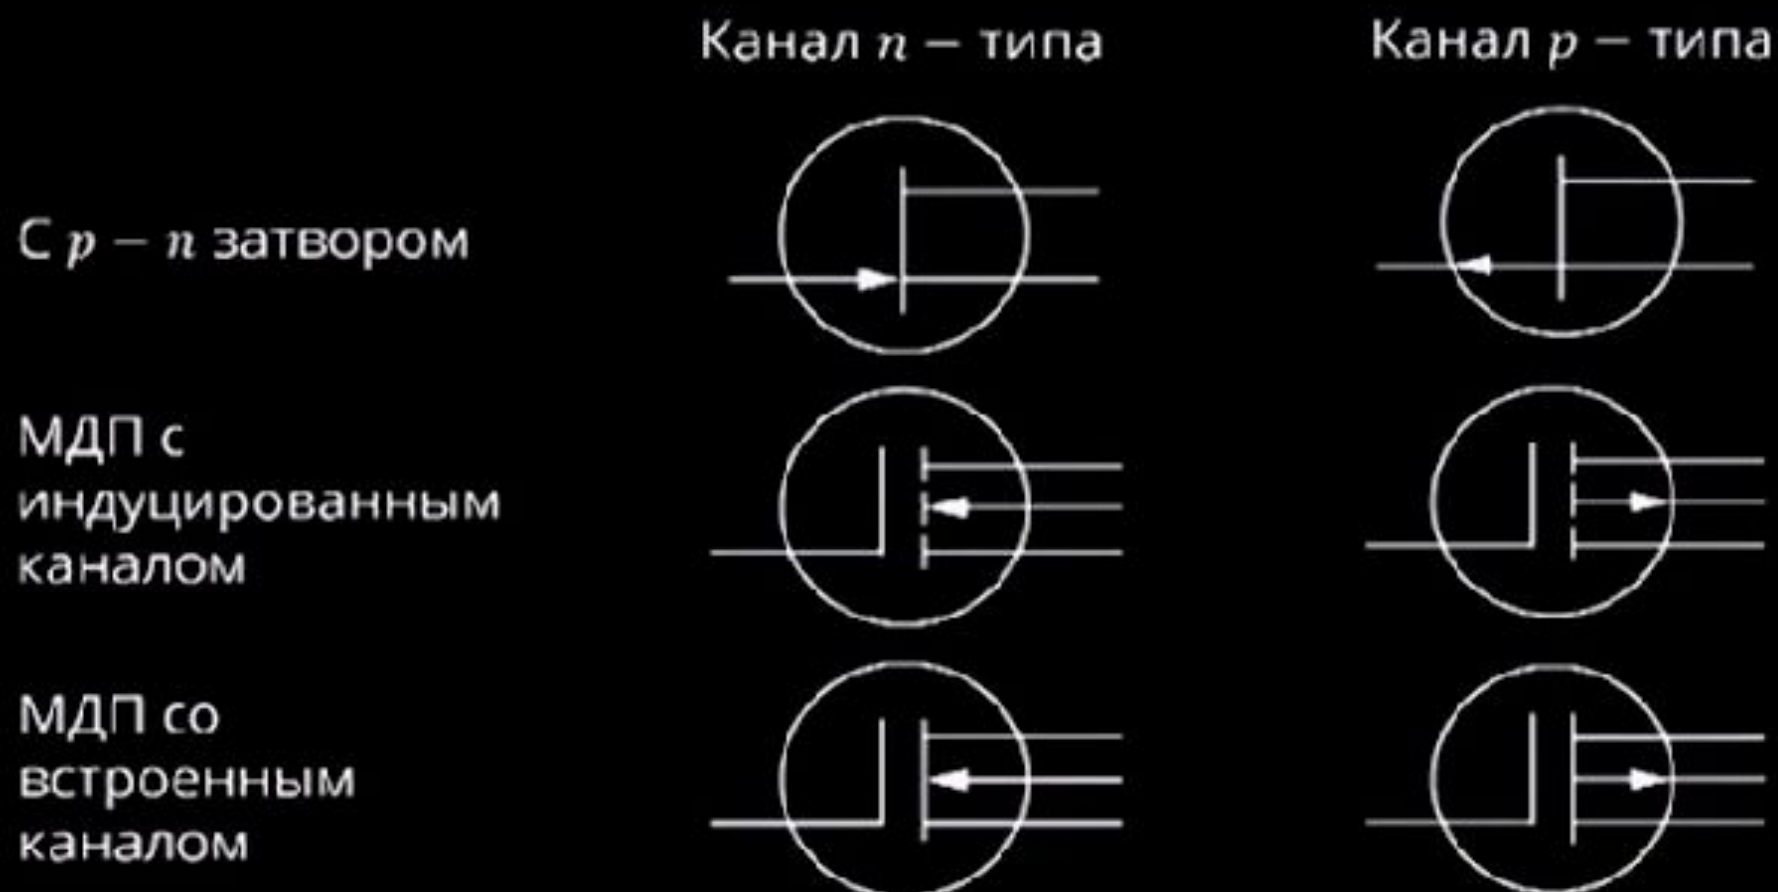 Канал n – типа
Канал p – типа
С p – n затвором
МДП с
индуцированным
каналом
МДП со
встроенным
каналом